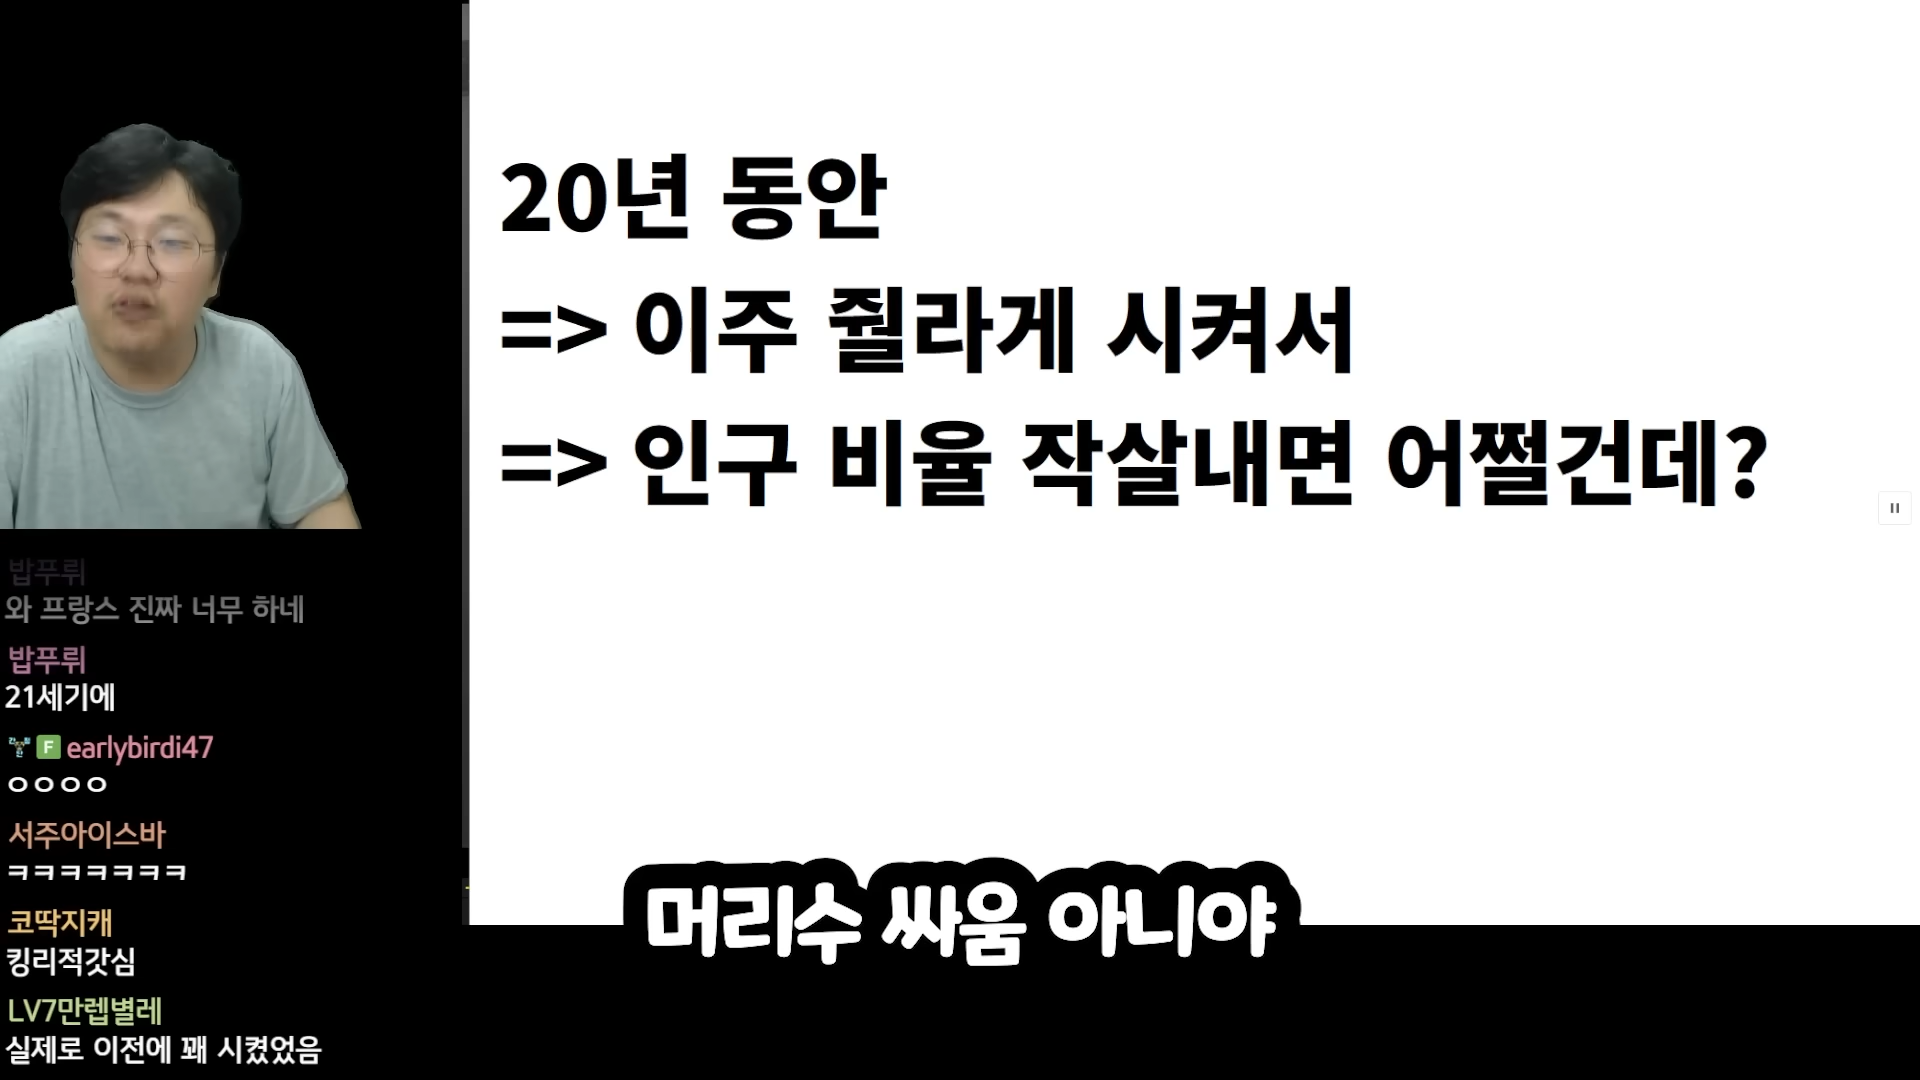 20년 동안
=> 이주 줠라게 시켜서
=> 인구 비율 작살내면 어쩔건데?
머리수 싸움 아니야
밥푸뤼
와 프랑스 진짜 너무 하네
밥푸뤼
21세기에
F earlybirdi47
ㅇㅇㅇㅇ
서주아이스바
ㅋㅋㅋㅋㅋㅋㅋ
코딱지캐
킹리적갓심
LV7만렙별레
실제로 이전에 꽤 시켰었음